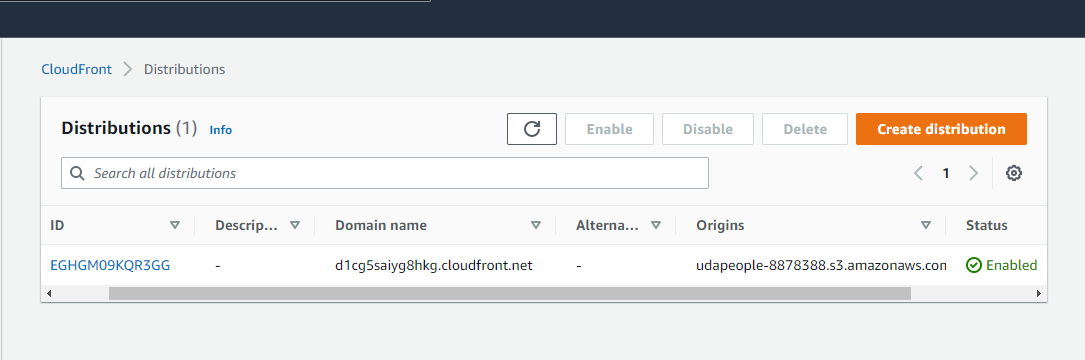 CloudFront > Distributions
Distributions (1) Info Enable Disable Delete Create distribution
Search all distributions 1
ID Descrip... Domain name Alterna... Origins Status
EGHGM09KQR3GG - d1cg5saiyg8hkg.cloudfront.net - udapeople-8878388.s3.amazonaws.com Enabled